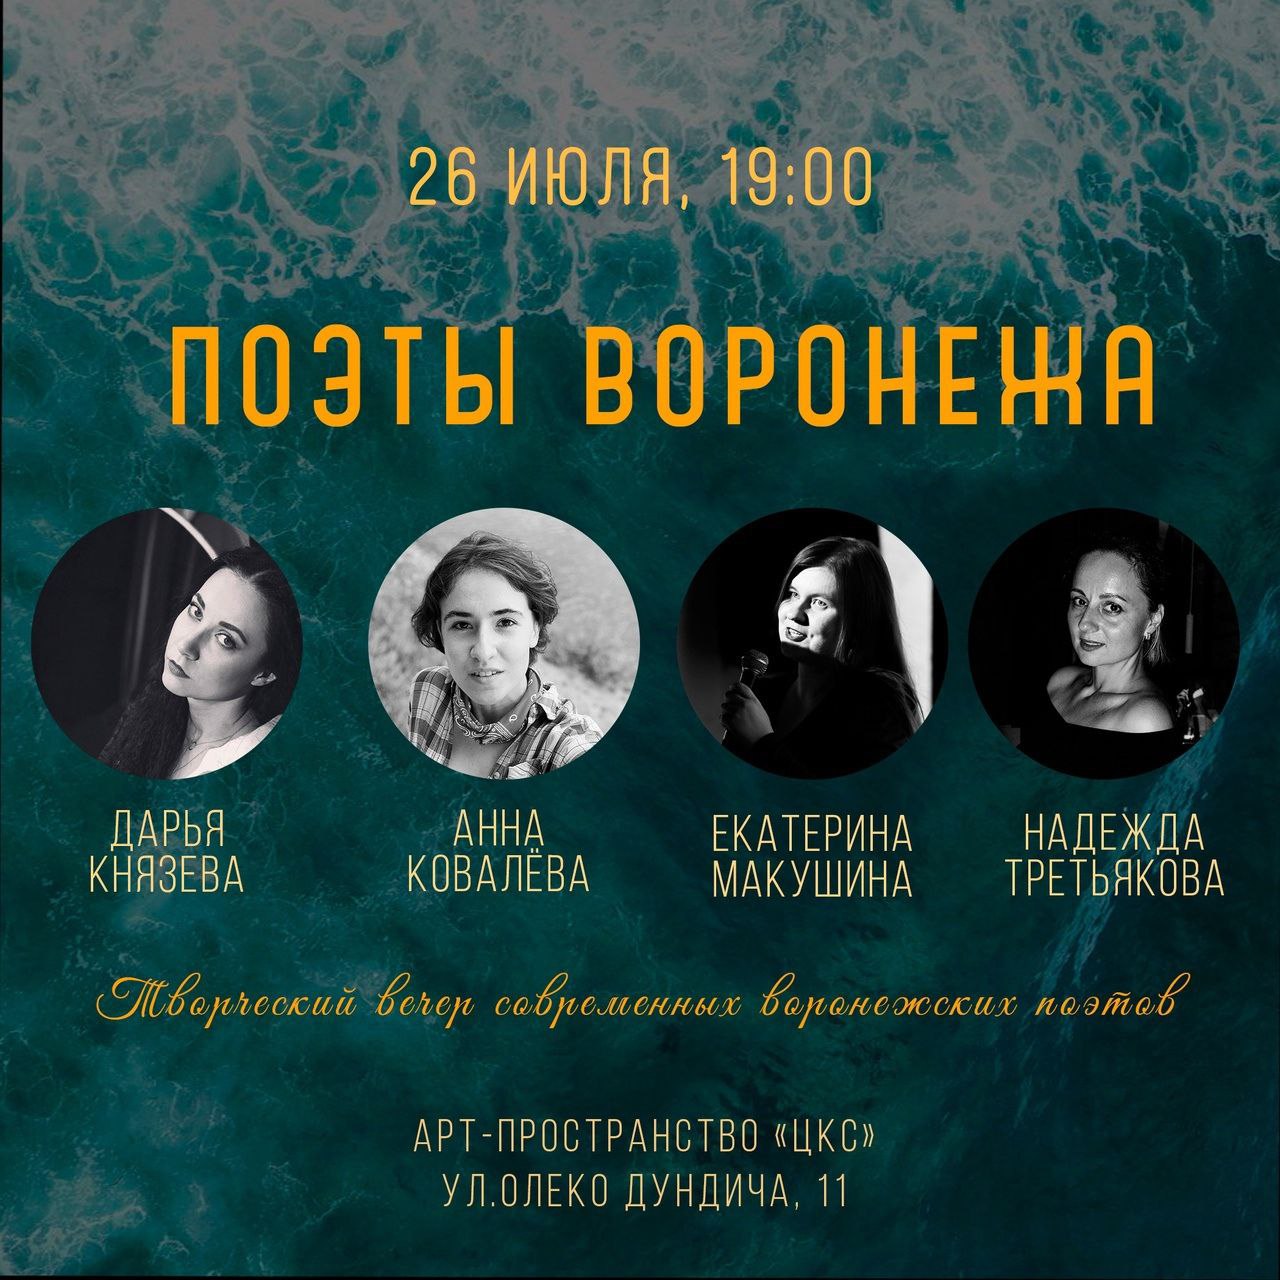 26 ИЮЛЯ, 19:00
ПОЭТЫ ВОРОНЕЖА
ДАРЬЯ
КНЯЗЕВА
АННА
КОВАЛЁВА
ЕКАТЕРИНА
МАКУШИНА
НАДЕЖДА
ТРЕТЬЯКОВА
Творческий вечер современных воронежских поэтов
АРТ-ПРОСТРАНСТВО «ЦКС»
УЛ.ОЛЕКО ДУНДИЧА, 11